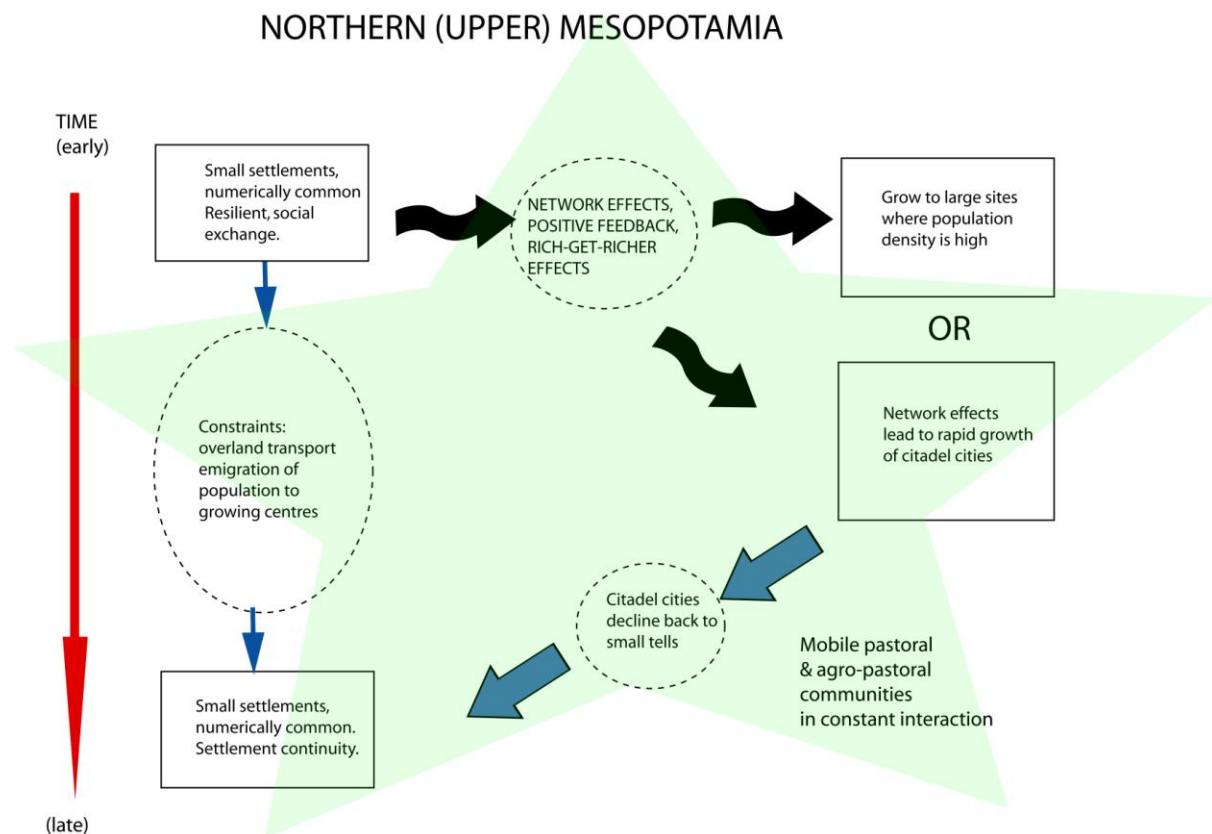 NORTHERN (UPPER) MESOPOTAMIA
TIME
(early)
Small settlements,
numerically common
Resilient, social
exchange.
NETWORK EFFECTS,
POSITIVE FEEDBACK,
RICH-GET-RICHER
EFFECTS
Grow to large sites
where population
density is high
OR
Network effects
lead to rapid growth
of citadel cities
Constraints:
overland transport
emigration of
population to
growing centres
Citadel cities
decline back to
small tells
Mobile pastoral
& agro-pastoral
communities
in constant interaction
Small settlements,
numerically common.
Settlement continuity.
(late)